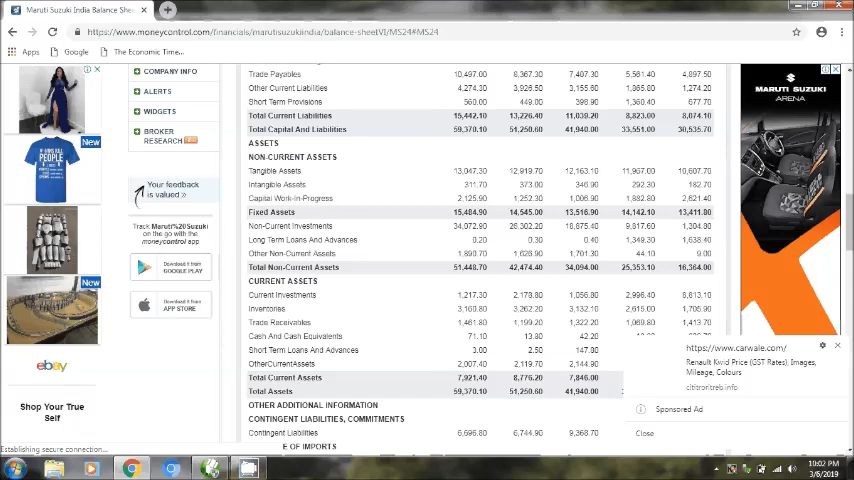 Maruti Suzuki India Balance Shee
https://www.moneycontrol.com/financials/marutisuzukiindia/balance-sheetVI/MS24#MS24
Apps
Google
The Economic Time...
COMPANY INFO
ALERTS
WIDGETS
BROKER
RESEARCH
Your feedback
is valued »
Track Maruti%20Suzuki
on the go with the
moneycontrol app
Download it from
GOOGLE PLAY
Download it from
APP STORE
New
New
ebay
Shop Your True
Self
Trade Payables 10,497.00 8,367.30 7,407.30 5,561.40 4,897.50
Other Current Liabilities 4,274.30 3,926.50 3,155.60 1,865.80 1,274.20
Short Term Provisions 560.00 449.00 398.90 1,360.40 677.70
Total Current Liabilities 15,442.10 13,226.40 11,039.20 8,823.00 8,074.10
Total Capital And Liabilities 59,370.10 51,250.60 41,940.00 33,551.00 30,535.70
ASSETS
NON-CURRENT ASSETS
Tangible Assets 13,047.30 12,919.70 12,163.10 11,967.00 10,607.70
Intangible Assets 311.70 373.00 346.90 292.30 182.70
Capital Work-In-Progress 2,125.90 1,252.30 1,006.90 1,882.80 2,621.40
Fixed Assets 15,484.90 14,545.00 13,516.90 14,142.10 13,411.80
Non-Current Investments 34,072.90 26,302.20 18,875.40 9,817.60 1,304.80
Long Term Loans And Advances 0.20 0.30 0.40 1,349.30 1,638.40
Other Non-Current Assets 1,890.70 1,626.90 1,701.30 44.10 9.00
Total Non-Current Assets 51,448.70 42,474.40 34,094.00 25,353.10 16,364.00
CURRENT ASSETS
Current Investments 1,217.30 2,178.80 1,056.80 2,996.40 8,813.10
Inventories 3,160.80 3,262.20 3,132.10 2,615.00 1,705.90
Trade Receivables 1,461.80 1,199.20 1,322.20 1,069.80 1,413.70
Cash And Cash Equivalents 71.10 13.80 42.20
Short Term Loans And Advances 3.00 2.50 147.80
OtherCurrentAssets 2,007.40 2,119.70 2,144.90
Total Current Assets 7,921.40 8,776.20 7,846.00
Total Assets 59,370.10 51,250.60 41,940.00
OTHER ADDITIONAL INFORMATION
CONTINGENT LIABILITIES, COMMITMENTS
Contingent Liabilities 6,696.80 6,744.90 9,368.70
E OF IMPORTS
MARUTI SUZUKI
ARENA
https://www.carwale.com/
Renault Kwid Price (GST Rates), Images,
Mileage, Colours
cititroritreb.info
Sponsored Ad
Close
Establishing secure connection...
10:02 PM
3/6/2019